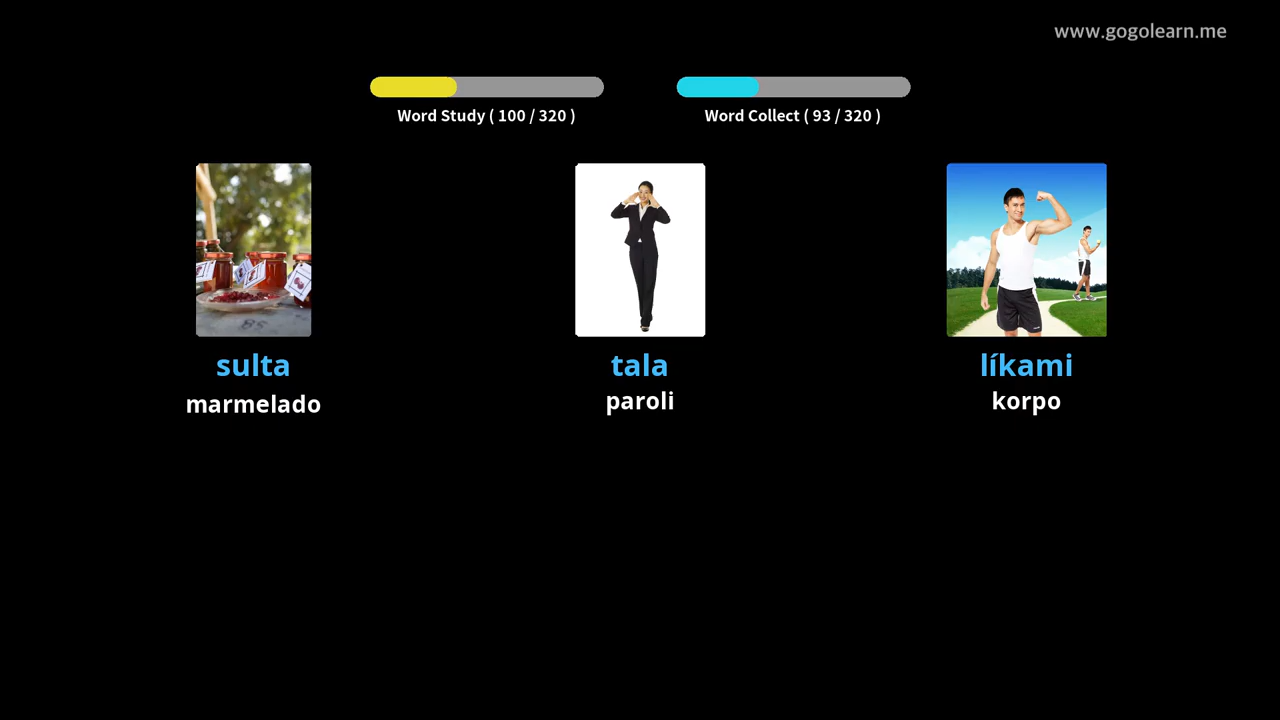 www.gogolearn.me
Word Study ( 100 / 320 )
Word Collect ( 93 / 320 )
sulta
marmelado
tala
paroli
líkami
korpo